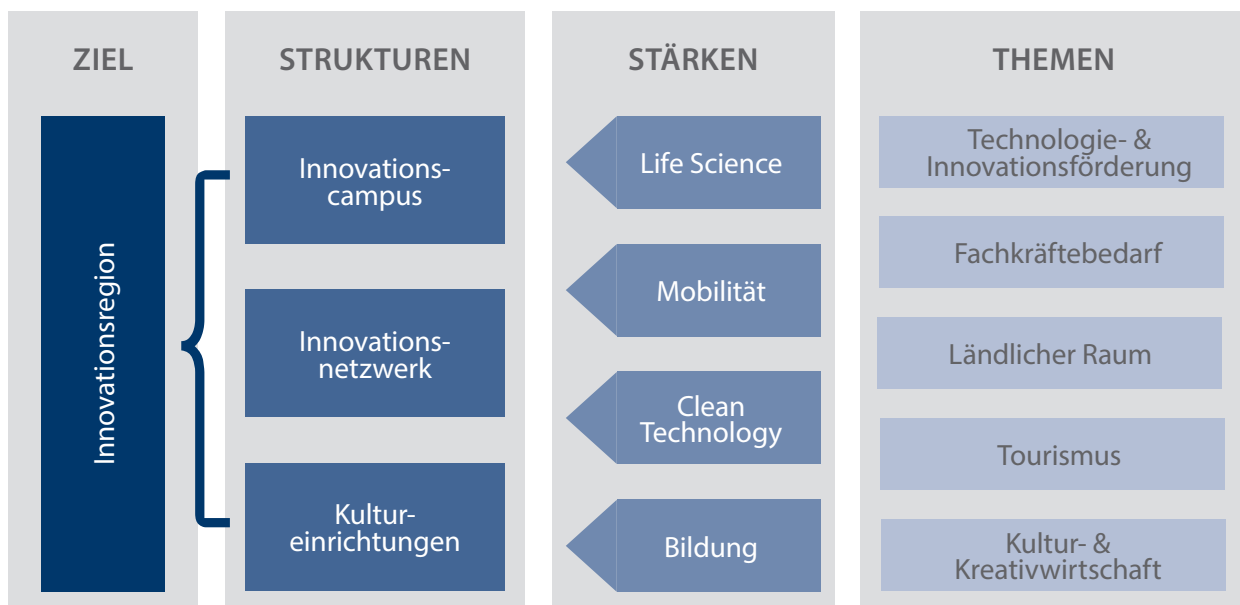 ZIEL
Innovationsregion
STRUKTUREN
Innovations-
campus
Innovations-
netzwerk
Kultur-
einrichtungen
STÄRKEN
Life Science
Mobilität
Clean
Technology
Bildung
THEMEN
Technologie- &
Innovationsförderung
Fachkräftebedarf
Ländlicher Raum
Tourismus
Kultur- &
Kreativwirtschaft